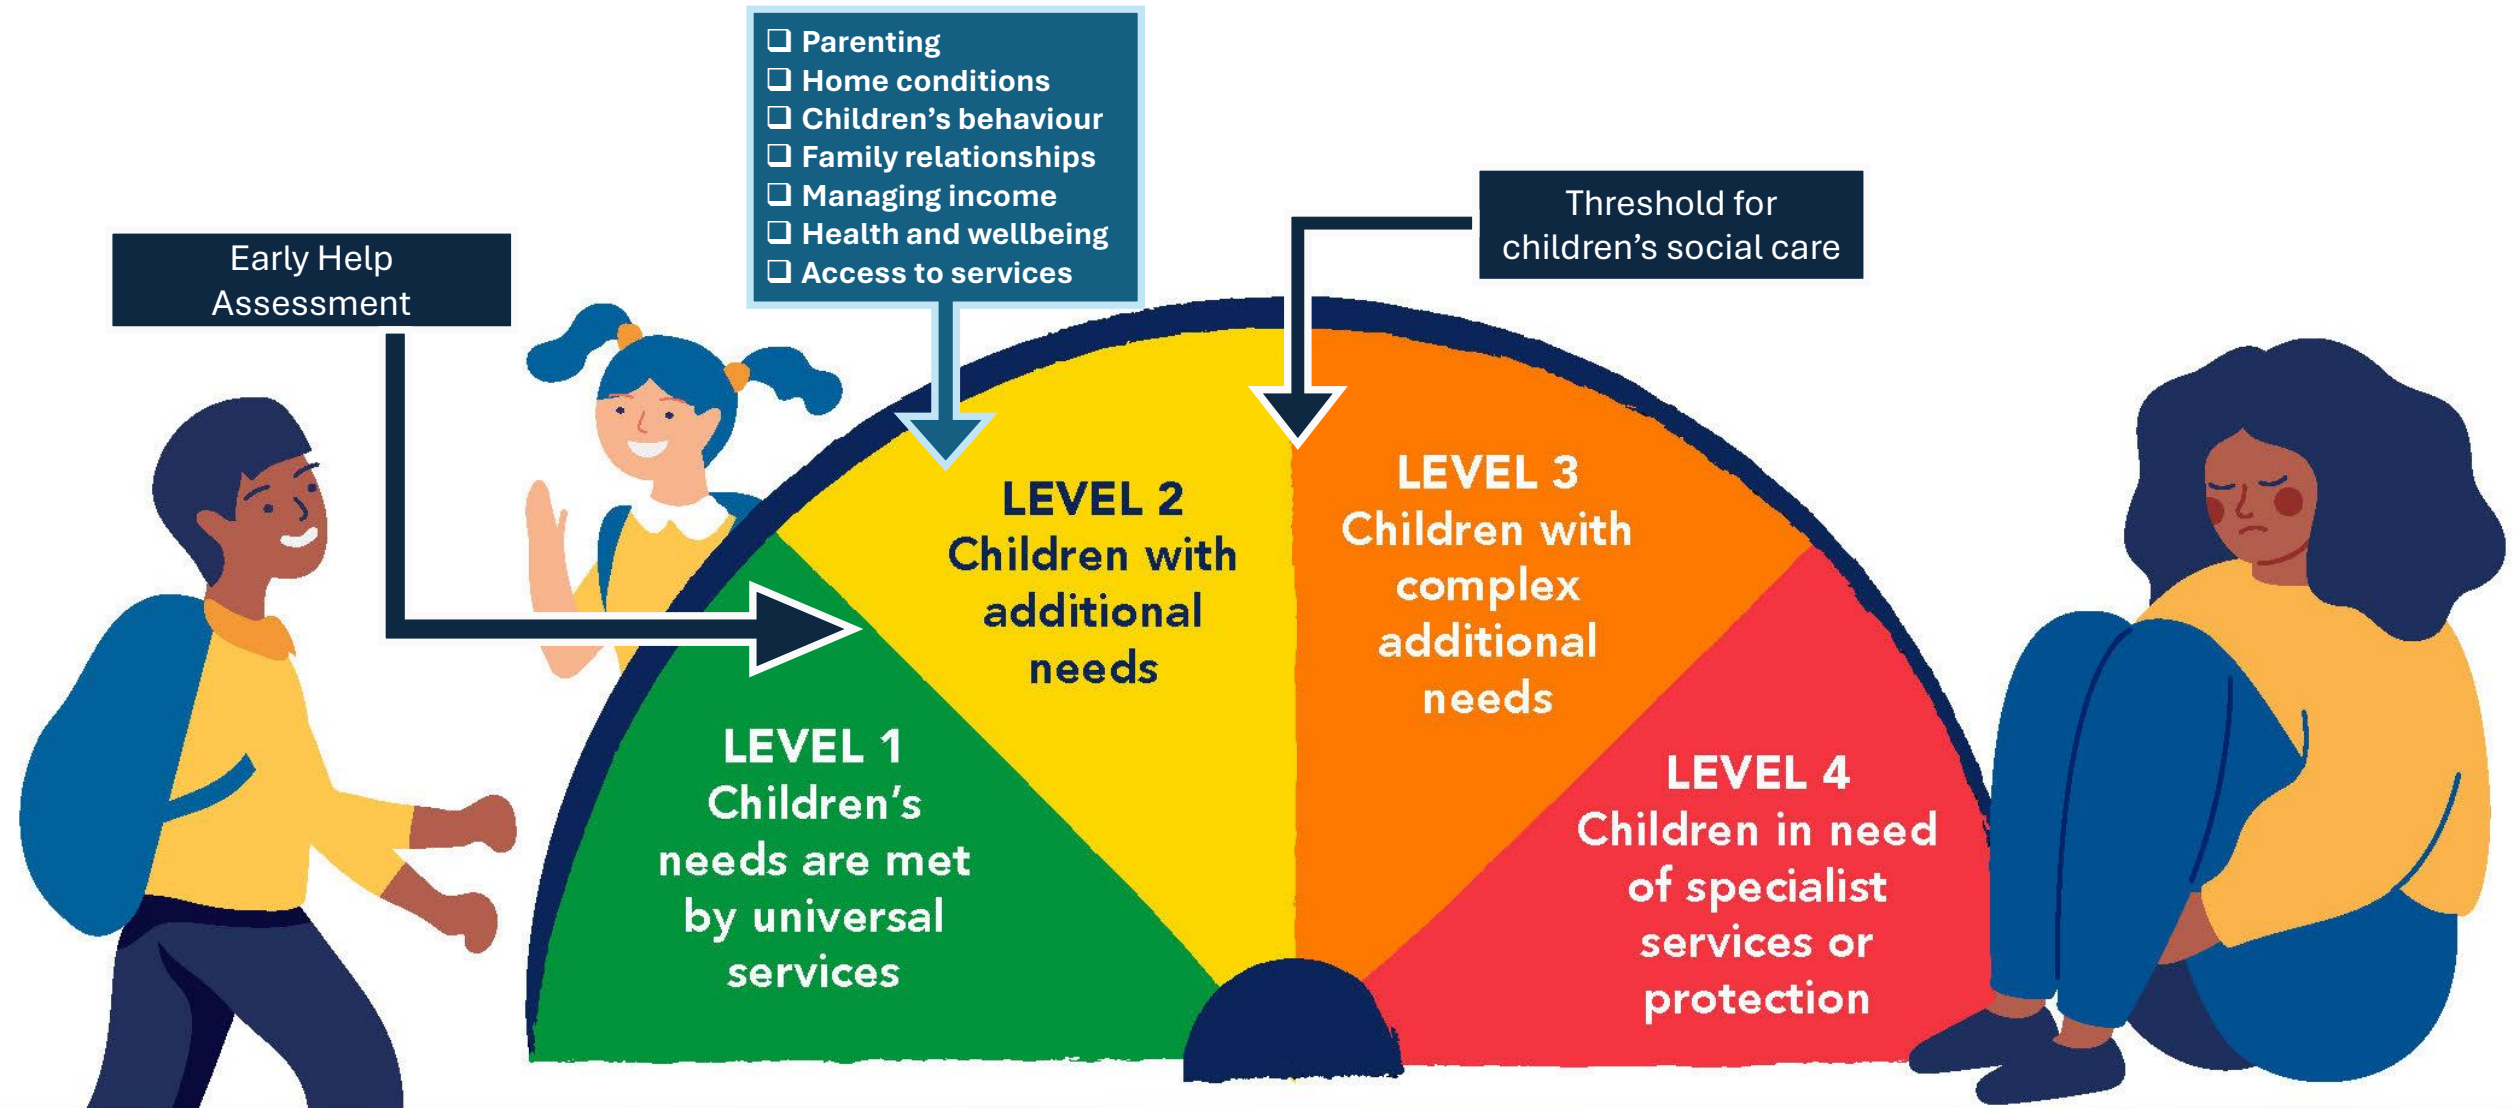 Parenting
Home conditions
Children’s behaviour
Family relationships
Managing income
Health and wellbeing
Access to services
Early Help
Assessment
Threshold for
children’s social care
LEVEL 1
Children’s
needs are met
by universal
services
LEVEL 2
Children with
additional
needs
LEVEL 3
Children with
complex
additional
needs
LEVEL 4
Children in need
of specialist
services or
protection